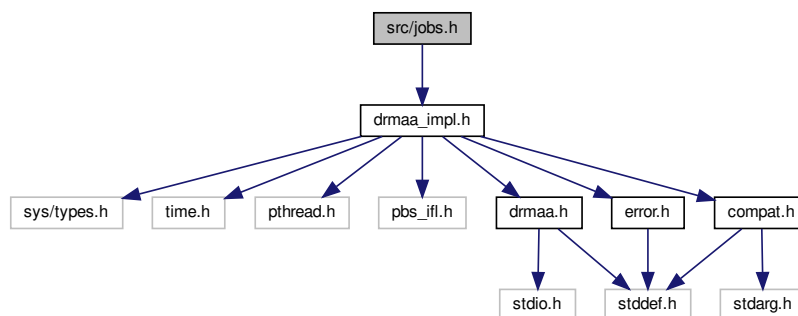 src/jobs.h
drmaa_impl.h
sys/types.h
time.h
pthread.h
pbs_ifl.h
drmaa.h
error.h
compat.h
stdio.h
stddef.h
stdarg.h